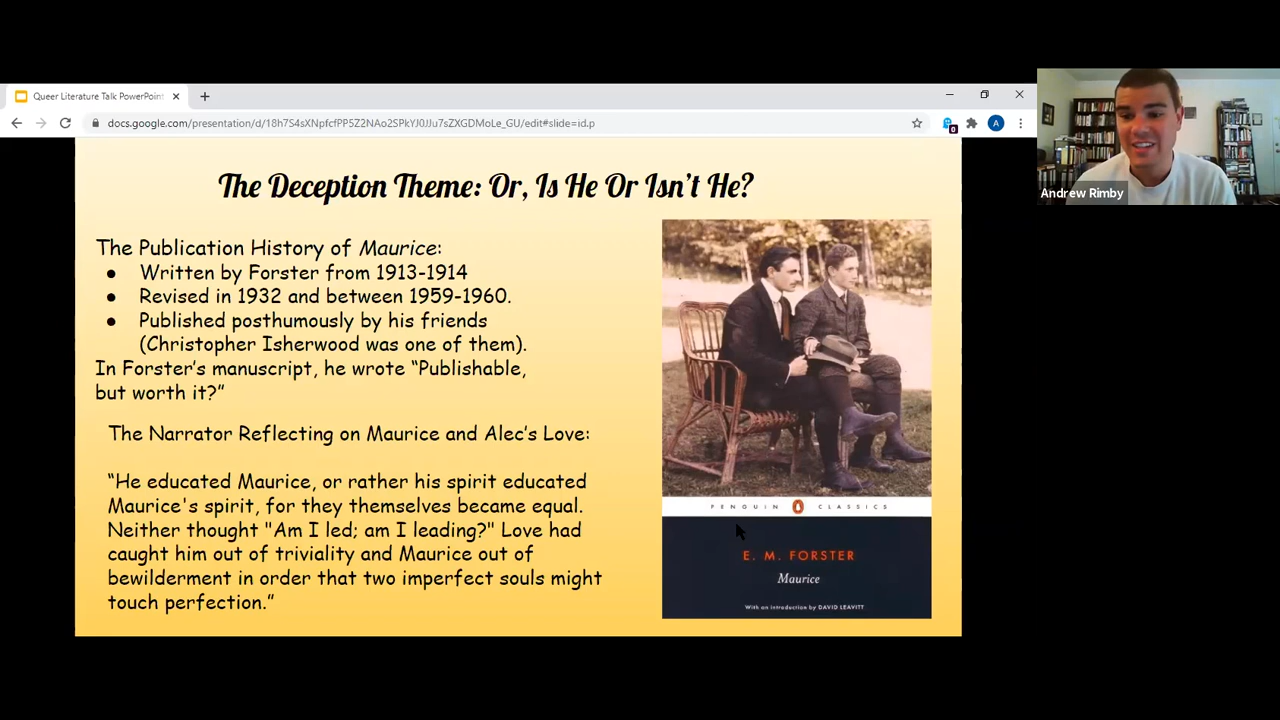 Queer Literature Talk PowerPoint
docs.google.com/presentation/d/18h7S4sXNpfcfPP5Z2NAo2SPkYJ0JJu7sZXGDMoLe_GU/edit#slide=id.p
0
A
Andrew Rimby
The Deception Theme: Or, Is He Or Isn't He?
The Publication History of Maurice:
● Written by Forster from 1913-1914
● Revised in 1932 and between 1959-1960.
● Published posthumously by his friends
(Christopher Isherwood was one of them).
In Forster's manuscript, he wrote “Publishable,
but worth it?”
The Narrator Reflecting on Maurice and Alec's Love:
“He educated Maurice, or rather his spirit educated
Maurice's spirit, for they themselves became equal.
Neither thought "Am I led; am I leading?" Love had
caught him out of triviality and Maurice out of
bewilderment in order that two imperfect souls might
touch perfection.”
PENGUIN CLASSICS
E. M. FORSTER
Maurice
With an introduction by DAVID LEAVITT